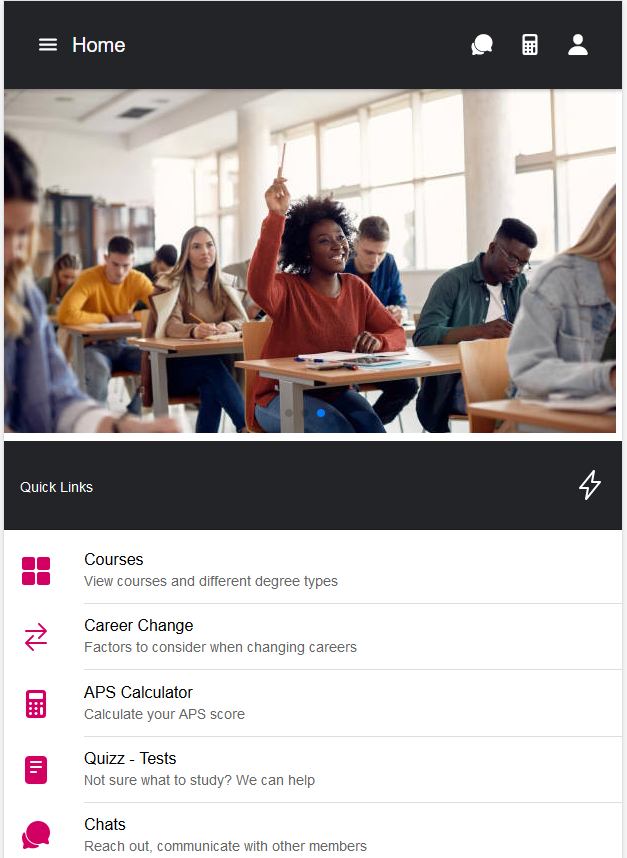 Home
Quick Links
Courses
View courses and different degree types
Career Change
Factors to consider when changing careers
APS Calculator
Calculate your APS score
Quizz - Tests
Not sure what to study? We can help
Chats
Reach out, communicate with other members